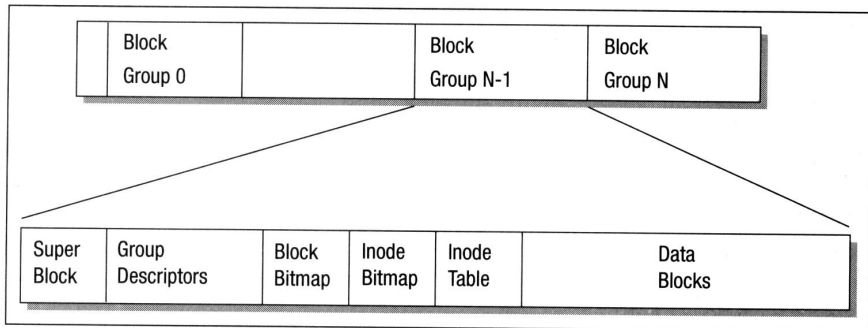 Block
Group 0
Block
Group N-1
Block
Group N
Super
Block
Group
Descriptors
Block
Bitmap
Inode
Bitmap
Inode
Table
Data
Blocks